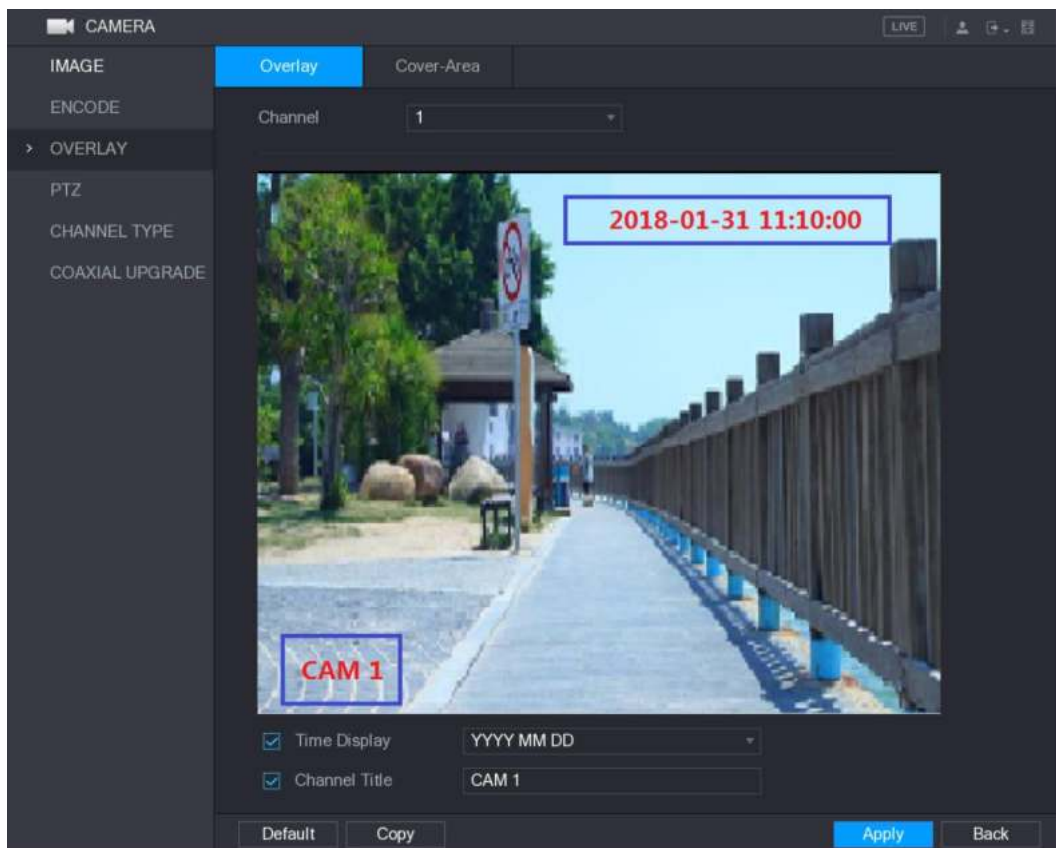 CAMERA
LIVE
IMAGE
ENCODE
OVERLAY
PTZ
CHANNEL TYPE
COAXIAL UPGRADE
Overlay Cover-Area
Channel 1
2018-01-31 11:10:00
CAM 1
Time Display YYYY MM DD
Channel Title CAM 1
Default Copy Apply Back